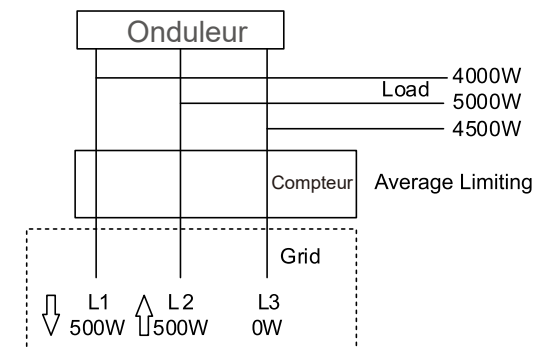 Onduleur
4000W
Load
5000W
4500W
Compteur
Average Limiting
Grid
L1
L2
L3
500W
500W
0W